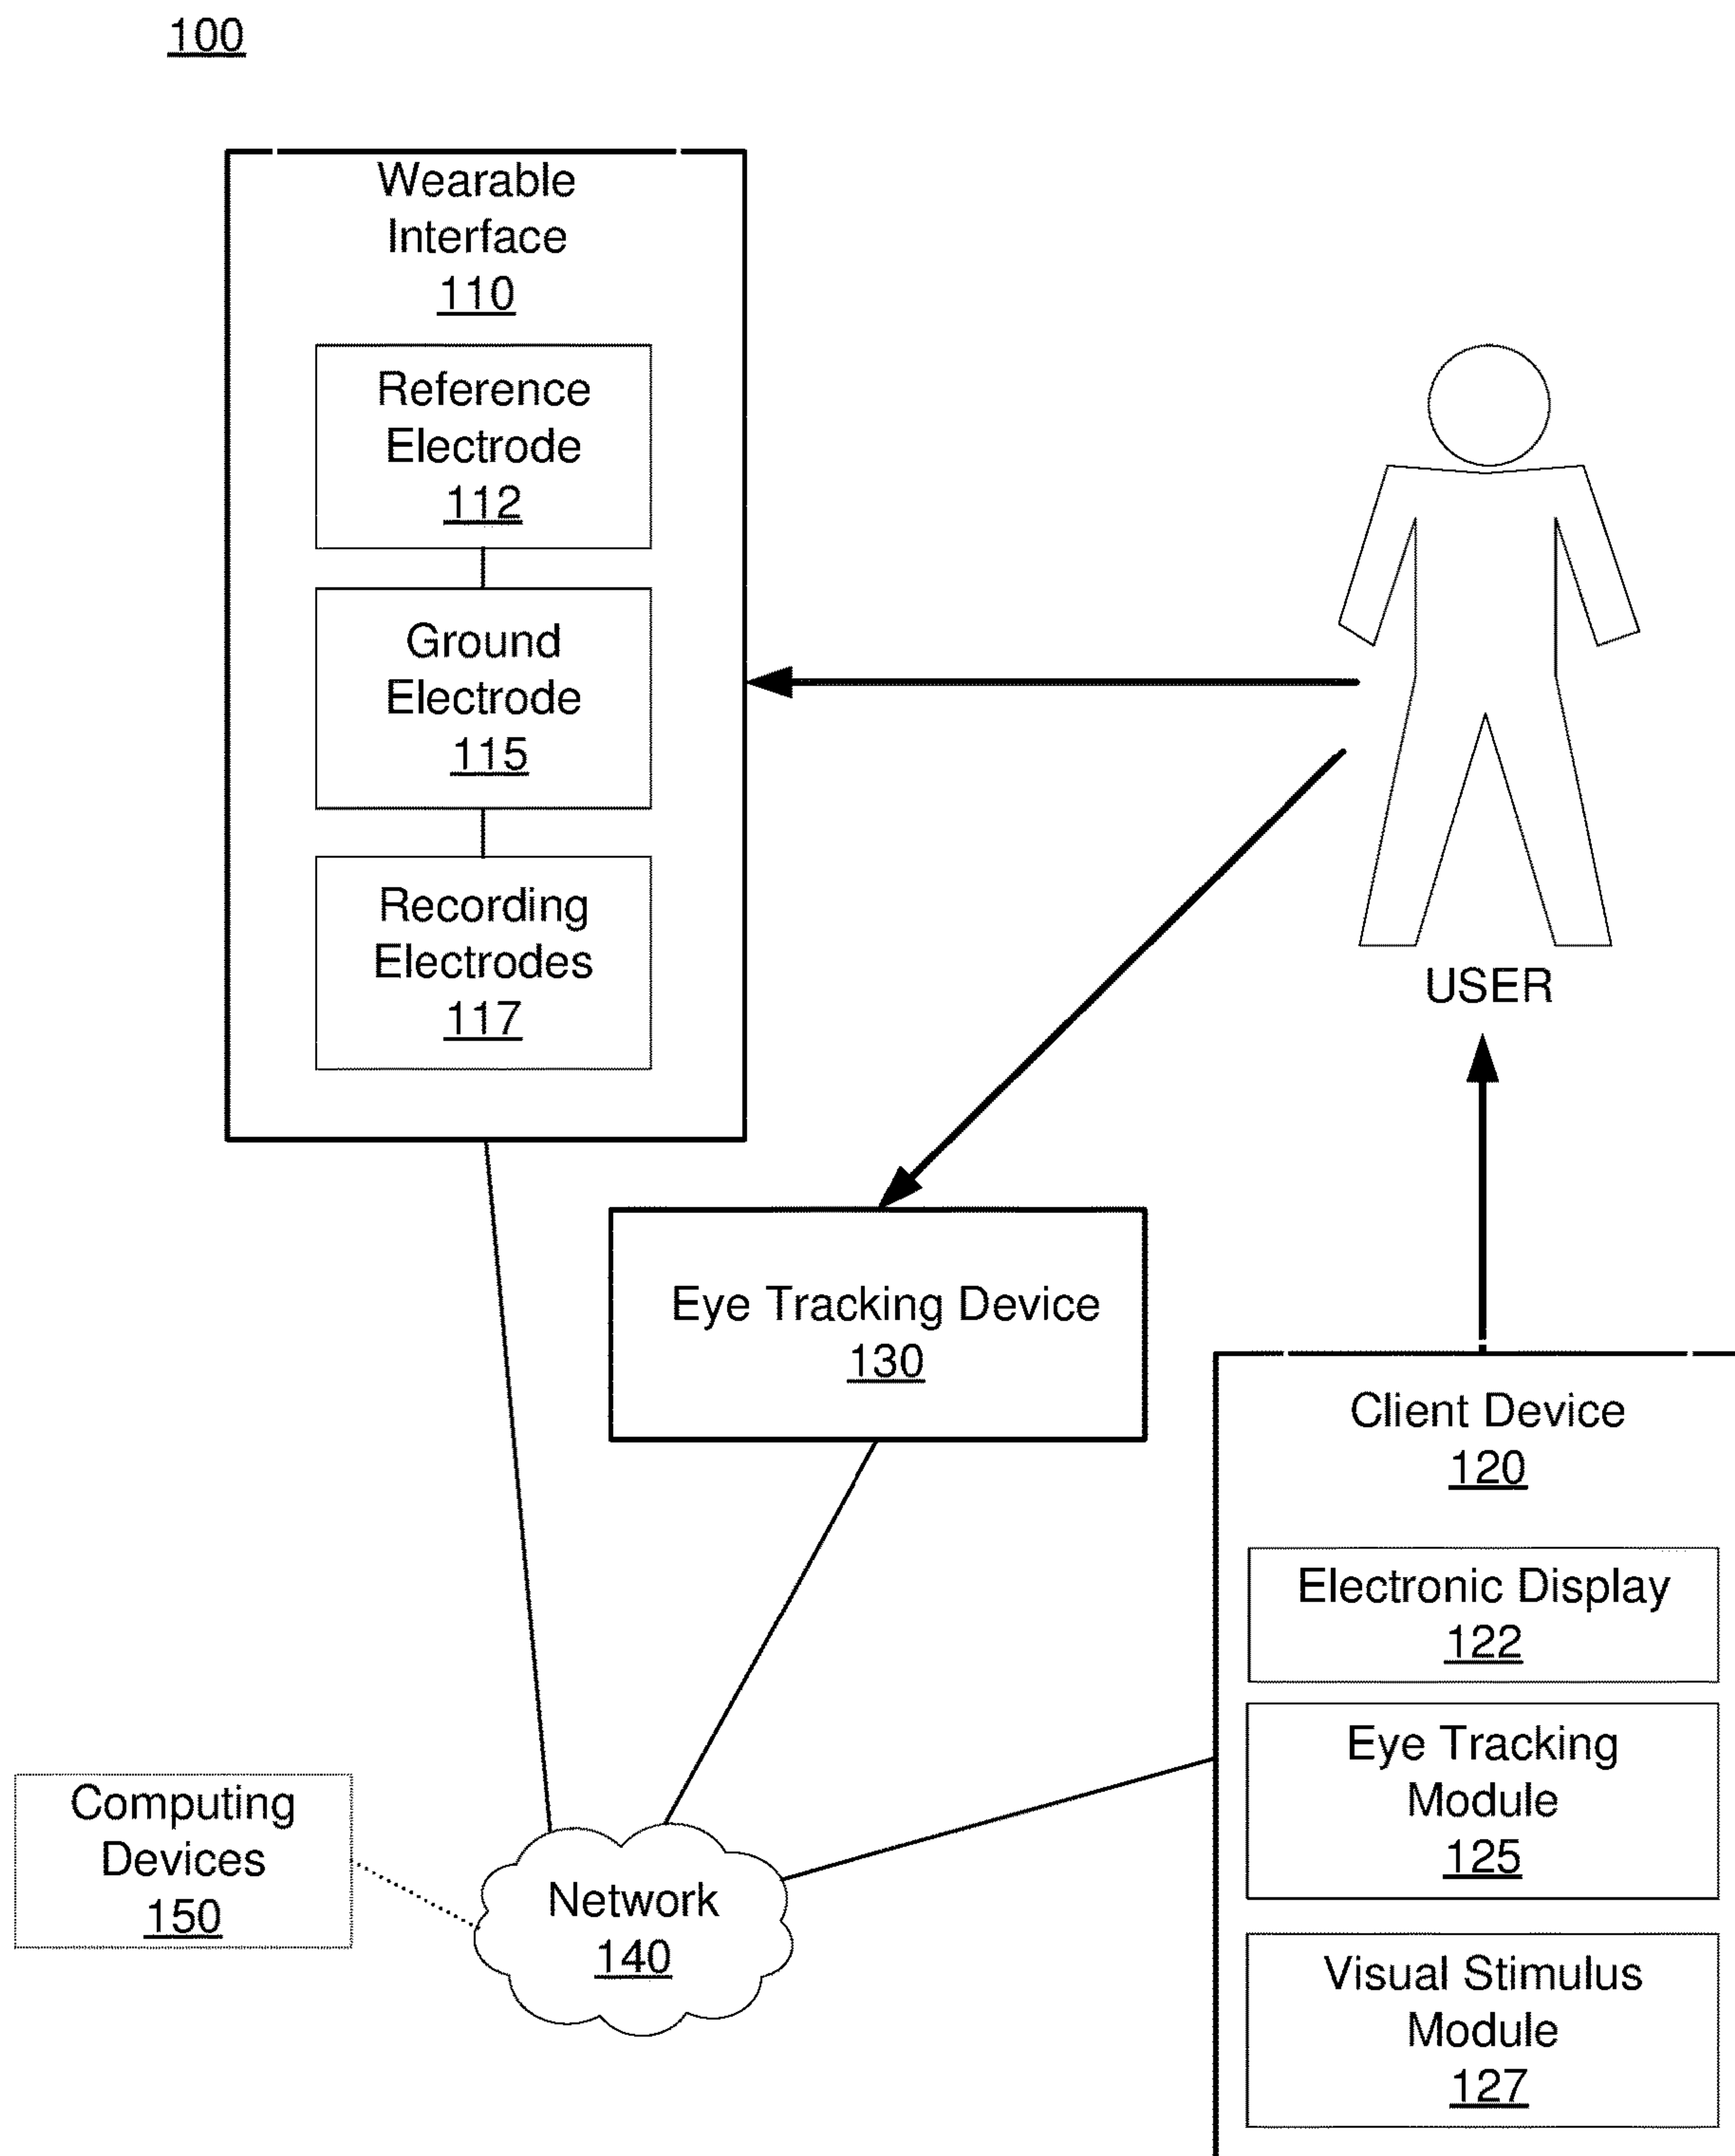 100
Wearable
Interface
110
Reference
Electrode
112
Ground
Electrode
115
Recording
Electrodes
117
USER
Eye Tracking Device
130
Client Device
120
Electronic Display
122
Eye Tracking
Module
125
Visual Stimulus
Module
127
Computing
Devices
150
Network
140